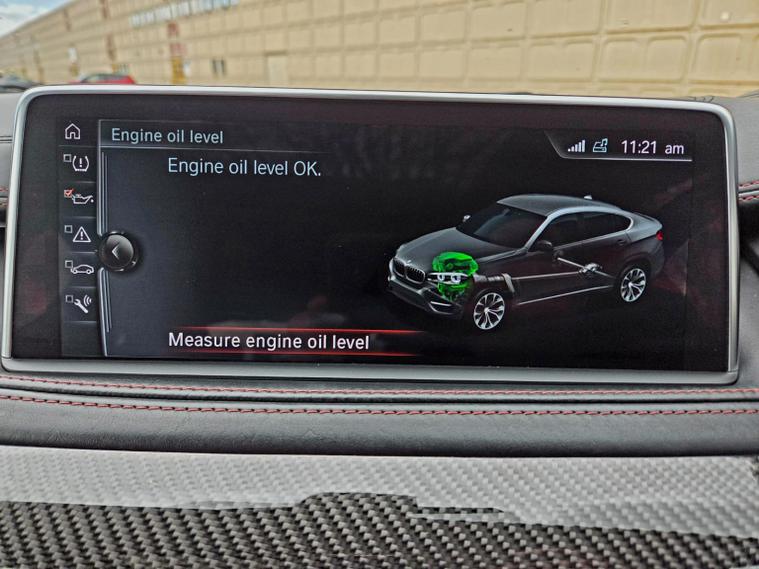 Engine oil level
11:21 am
Engine oil level OK.
Measure engine oil level